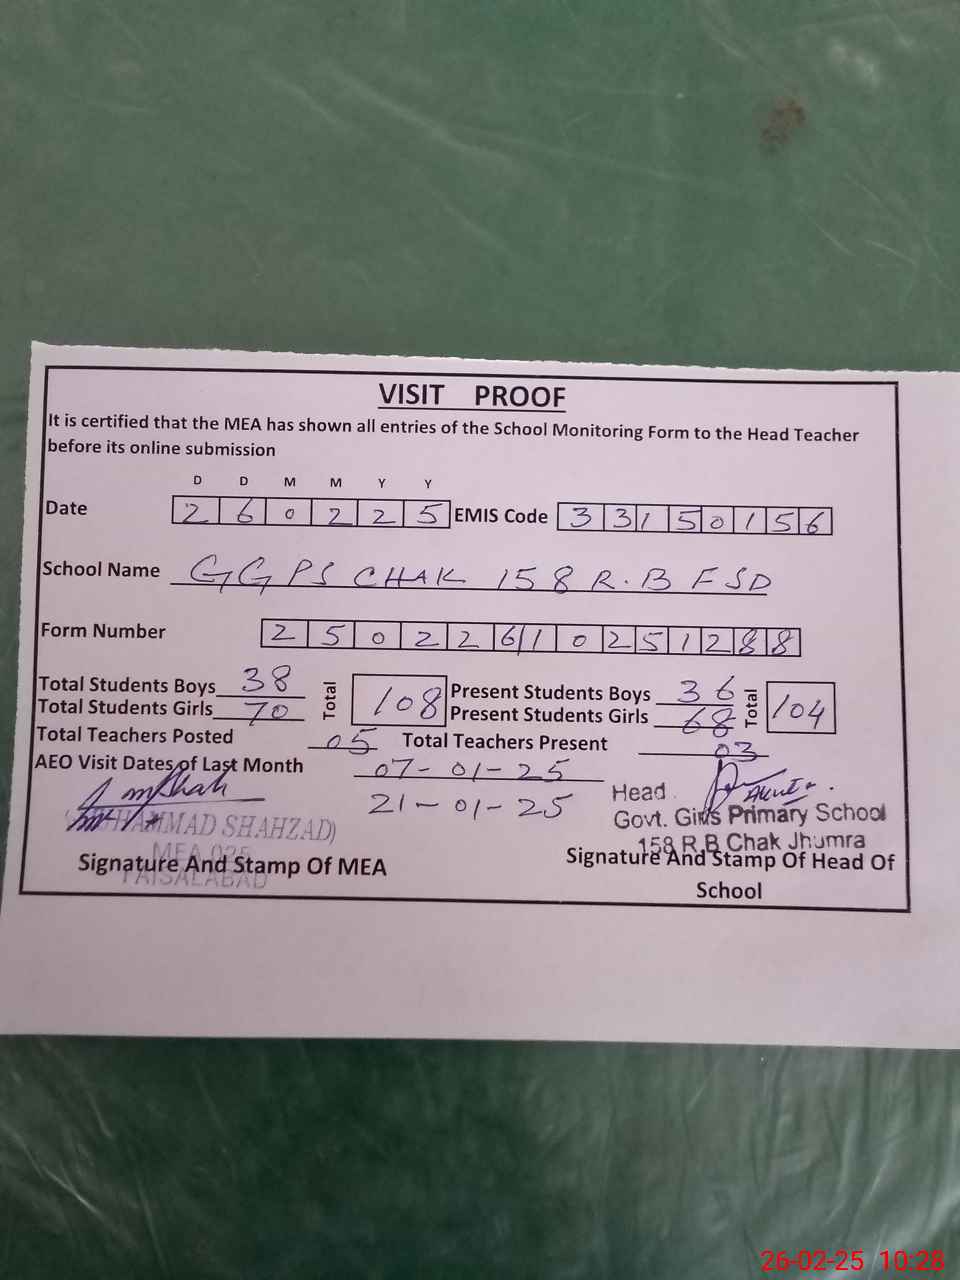 VISIT PROOF
It is certified that the MEA has shown all entries of the School Monitoring Form to the Head Teacher
before its online submission
D D M M Y Y
Date 2 6 0 2 2 5 EMIS Code 3 3 1 5 0 1 5 6
School Name GGPS CHAK 158 R.B FSD
Form Number 2 5 0 2 2 6 1 0 2 5 1 2 8 8
Total Students Boys 38 Total 108 Present Students Boys 36 Total 104
Total Students Girls 70 Present Students Girls 68
Total Teachers Posted 05 Total Teachers Present 03
AEO Visit Dates of Last Month 07-01-25
21-01-25
Head
Govt. Girls Primary School
158 R.B Chak Jhumra
MUHAMMAD SHAHZAD)
MEA 025
FAISALABAD
Signature And Stamp Of MEA
Signature And Stamp Of Head Of
School
26-02-25 10:28